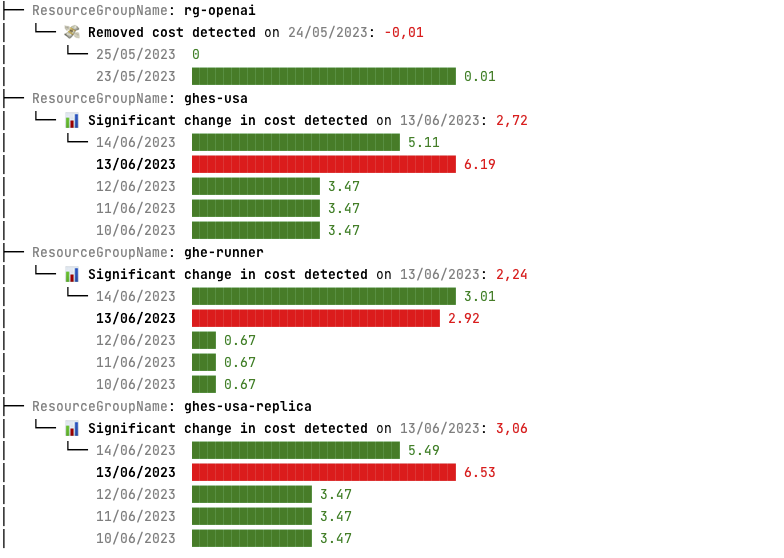 ResourceGroupName: rg-openai
Removed cost detected on 24/05/2023: -0,01
25/05/2023 0
23/05/2023 0.01
ResourceGroupName: ghes-usa
Significant change in cost detected on 13/06/2023: 2,72
14/06/2023 5.11
13/06/2023 6.19
12/06/2023 3.47
11/06/2023 3.47
10/06/2023 3.47
ResourceGroupName: ghe-runner
Significant change in cost detected on 13/06/2023: 2,24
14/06/2023 3.01
13/06/2023 2.92
12/06/2023 0.67
11/06/2023 0.67
10/06/2023 0.67
ResourceGroupName: ghes-usa-replica
Significant change in cost detected on 13/06/2023: 3,06
14/06/2023 5.49
13/06/2023 6.53
12/06/2023 3.47
11/06/2023 3.47
10/06/2023 3.47